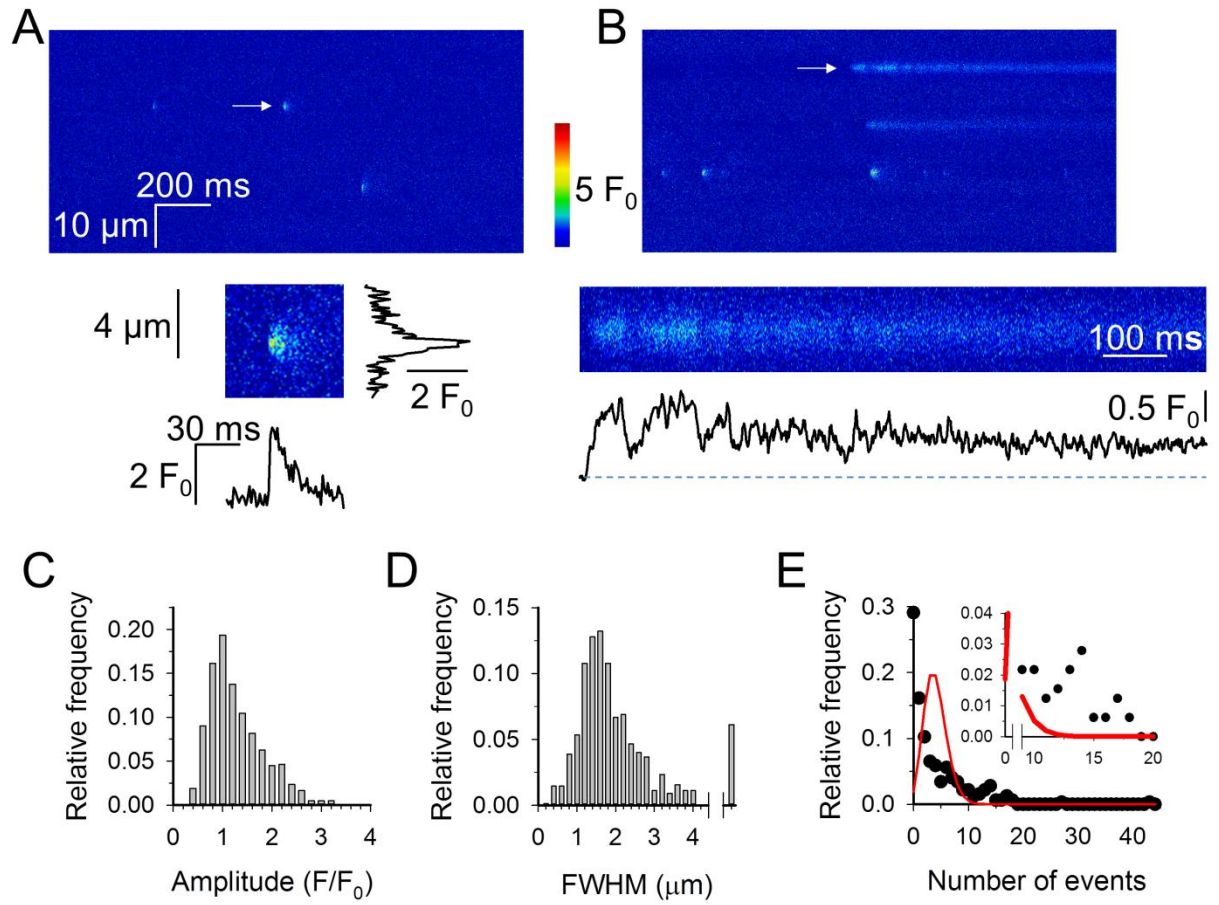 A
200 ms
10 μm
5 F0
B
4 μm
2 F0
30 ms
2 F0
100 ms
0.5 F0
C
Relative frequency
0.20
0.15
0.10
0.05
0.00
0 1 2 3 4
Amplitude (F/F0)
D
Relative frequency
0.15
0.10
0.05
0.00
0 1 2 3 4
FWHM (μm)
E
Relative frequency
0.3
0.2
0.1
0.0
0 10 20 30 40
Number of events
0.04
0.03
0.02
0.01
0.00
0 10 15 20